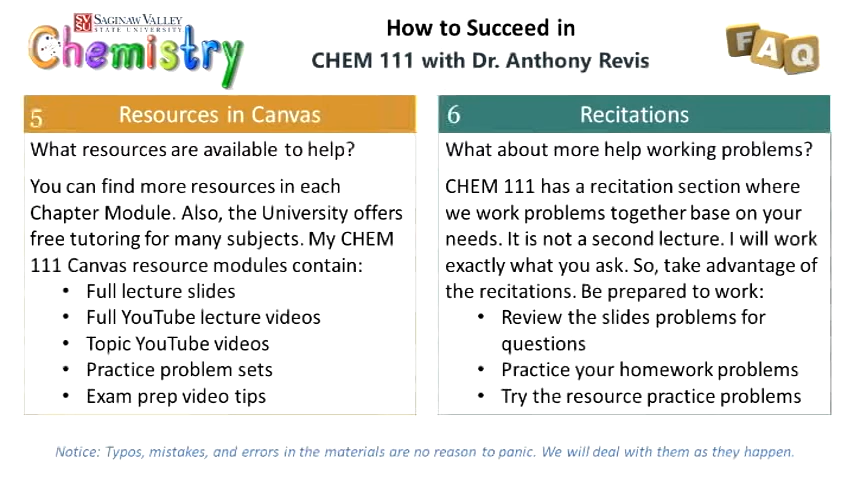 SVSU SAGINAW VALLEY
STATE UNIVERSITY
Chemistry
How to Succeed in
CHEM 111 with Dr. Anthony Revis
FAQ
5 Resources in Canvas
What resources are available to help?
You can find more resources in each
Chapter Module. Also, the University offers
free tutoring for many subjects. My CHEM
111 Canvas resource modules contain:
• Full lecture slides
• Full YouTube lecture videos
• Topic YouTube videos
• Practice problem sets
• Exam prep video tips
6 Recitations
What about more help working problems?
CHEM 111 has a recitation section where
we work problems together base on your
needs. It is not a second lecture. I will work
exactly what you ask. So, take advantage of
the recitations. Be prepared to work:
• Review the slides problems for
questions
• Practice your homework problems
• Try the resource practice problems
Notice: Typos, mistakes, and errors in the materials are no reason to panic. We will deal with them as they happen.